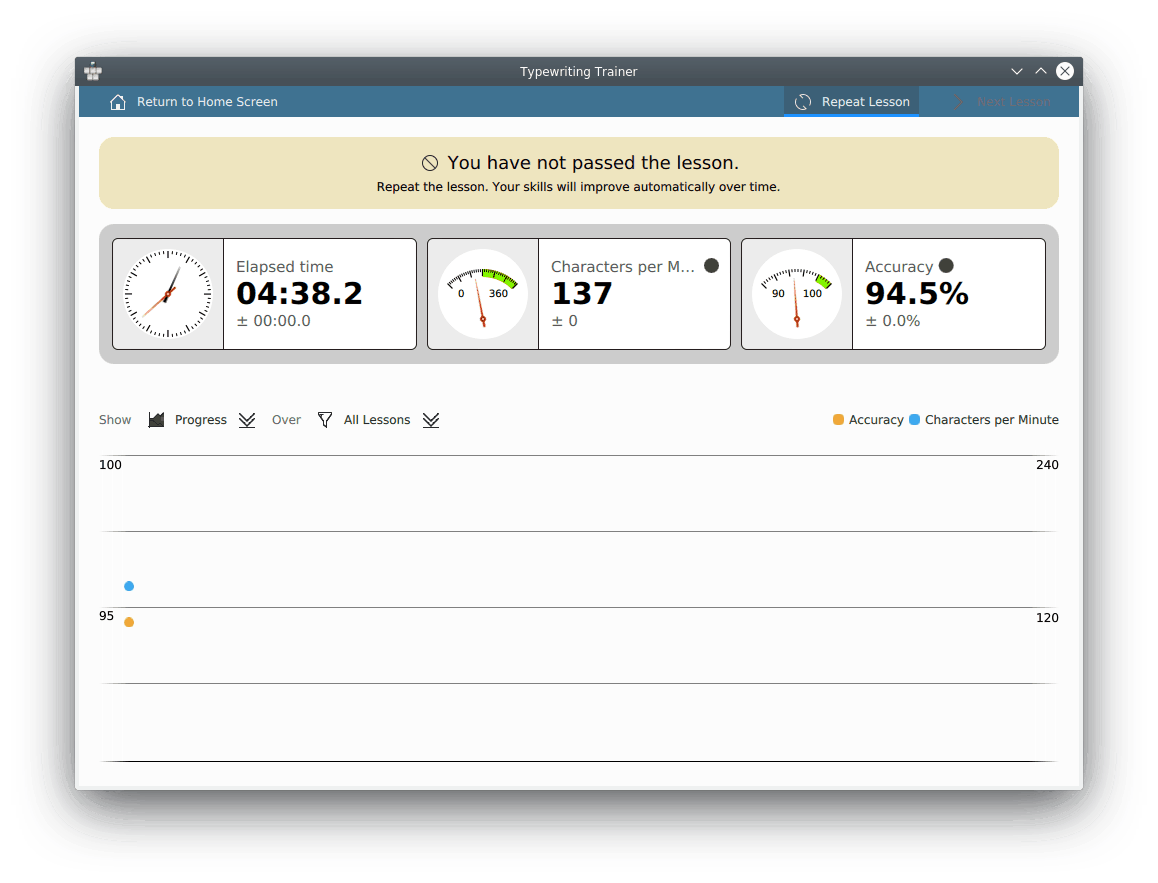 Typewriting Trainer
Return to Home Screen
Repeat Lesson
Next Lesson
You have not passed the lesson.
Repeat the lesson. Your skills will improve automatically over time.
Elapsed time
04:38.2
± 00:00.0
0 360
Characters per M...
137
± 0
90 100
Accuracy
94.5%
± 0.0%
Show Progress Over All Lessons
Accuracy Characters per Minute
100 240
95 120